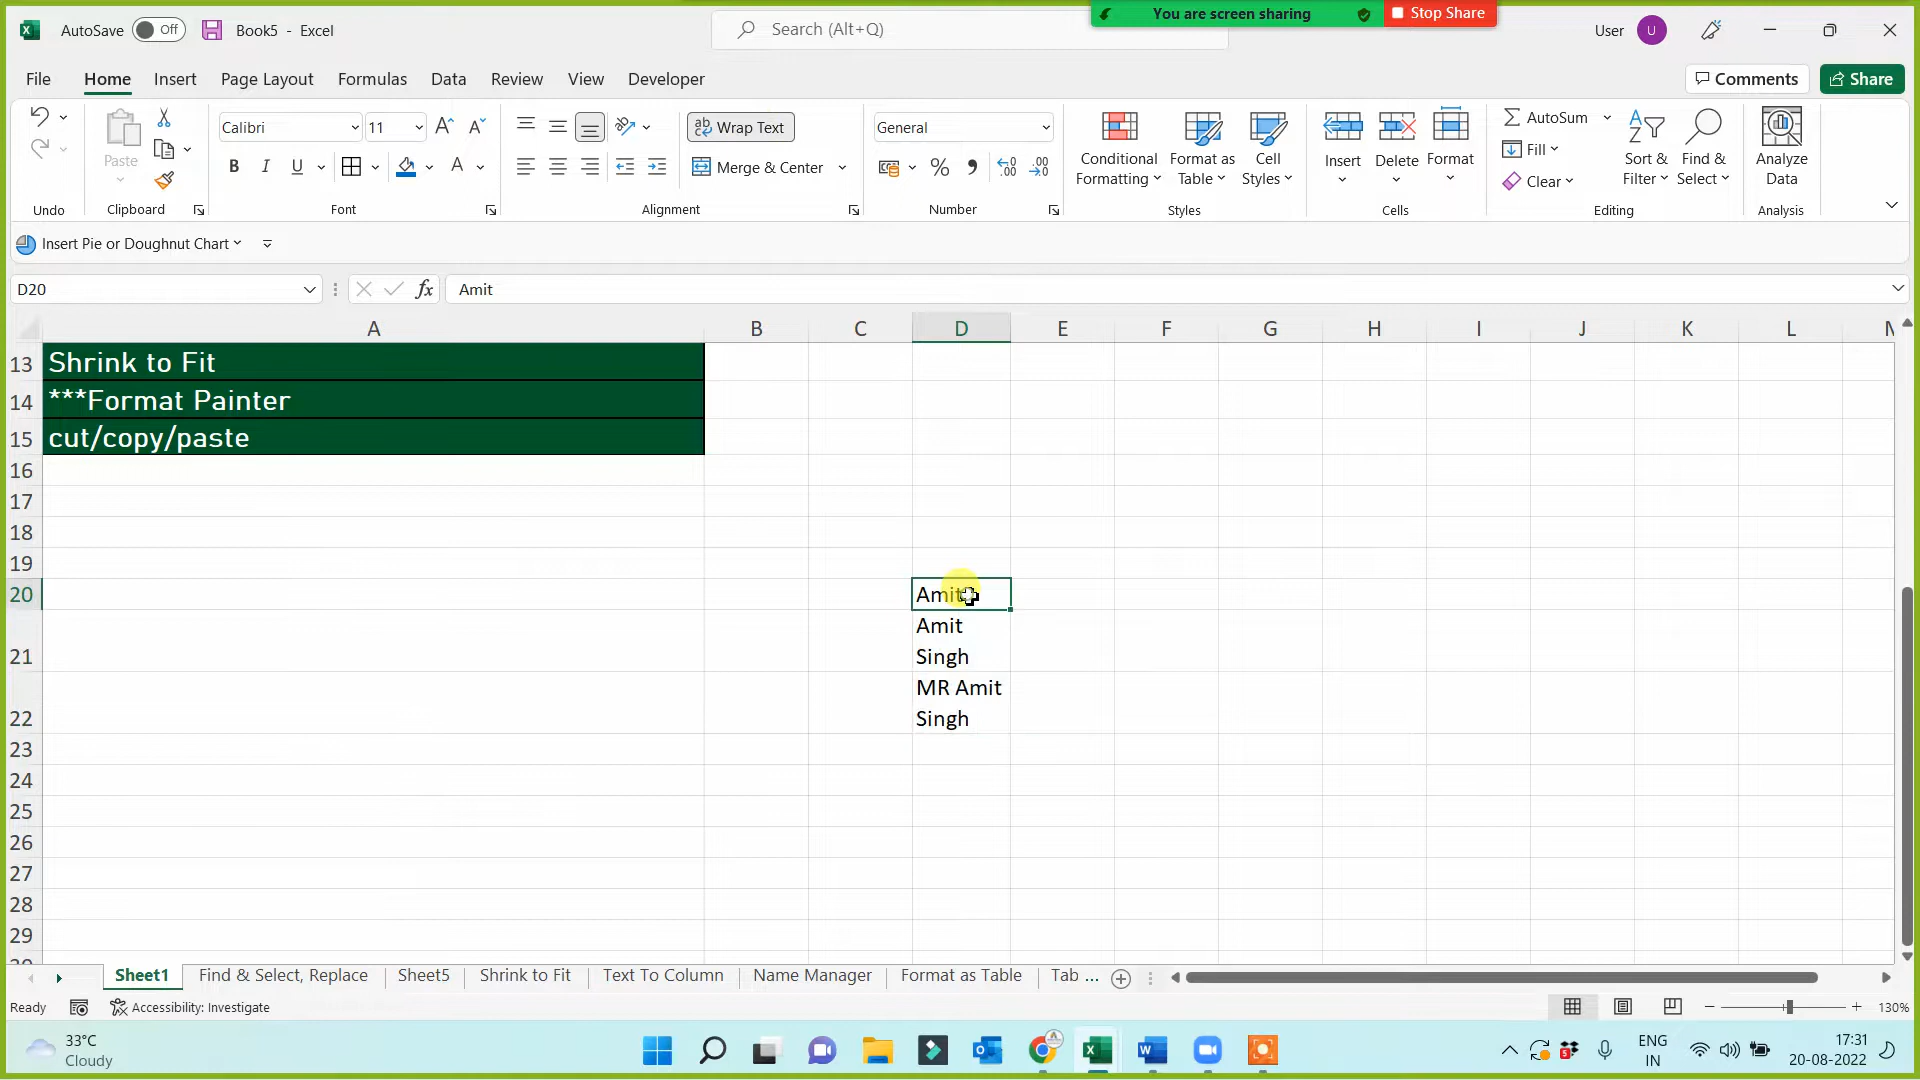 You are screen sharing
Stop Share
AutoSave
Off
Book5 - Excel
Search (Alt+Q)
User
U
File
Home
Insert
Page Layout
Formulas
Data
Review
View
Developer
Comments
Share
Undo
Paste
Clipboard
Calibri
11
Font
Wrap Text
Merge & Center
Alignment
General
Number
Conditional
Formatting
Format as
Table
Cell
Styles
Styles
Insert
Delete
Format
Cells
AutoSum
Fill
Clear
Sort &
Filter
Find &
Select
Editing
Analyze
Data
Analysis
Insert Pie or Doughnut Chart
D20
fx
Amit
A B C D E F G H I J K L
13 Shrink to Fit
14 ***Format Painter
15 cut/copy/paste
16
17
18
19
20 Amit
Amit
21 Singh
MR Amit
22 Singh
23
24
25
26
27
28
29
Sheet1
Find & Select, Replace
Sheet5
Shrink to Fit
Text To Column
Name Manager
Format as Table
Tab ...
Ready
Accessibility: Investigate
130%
33°C
Cloudy
ENG
IN
17:31
20-08-2022